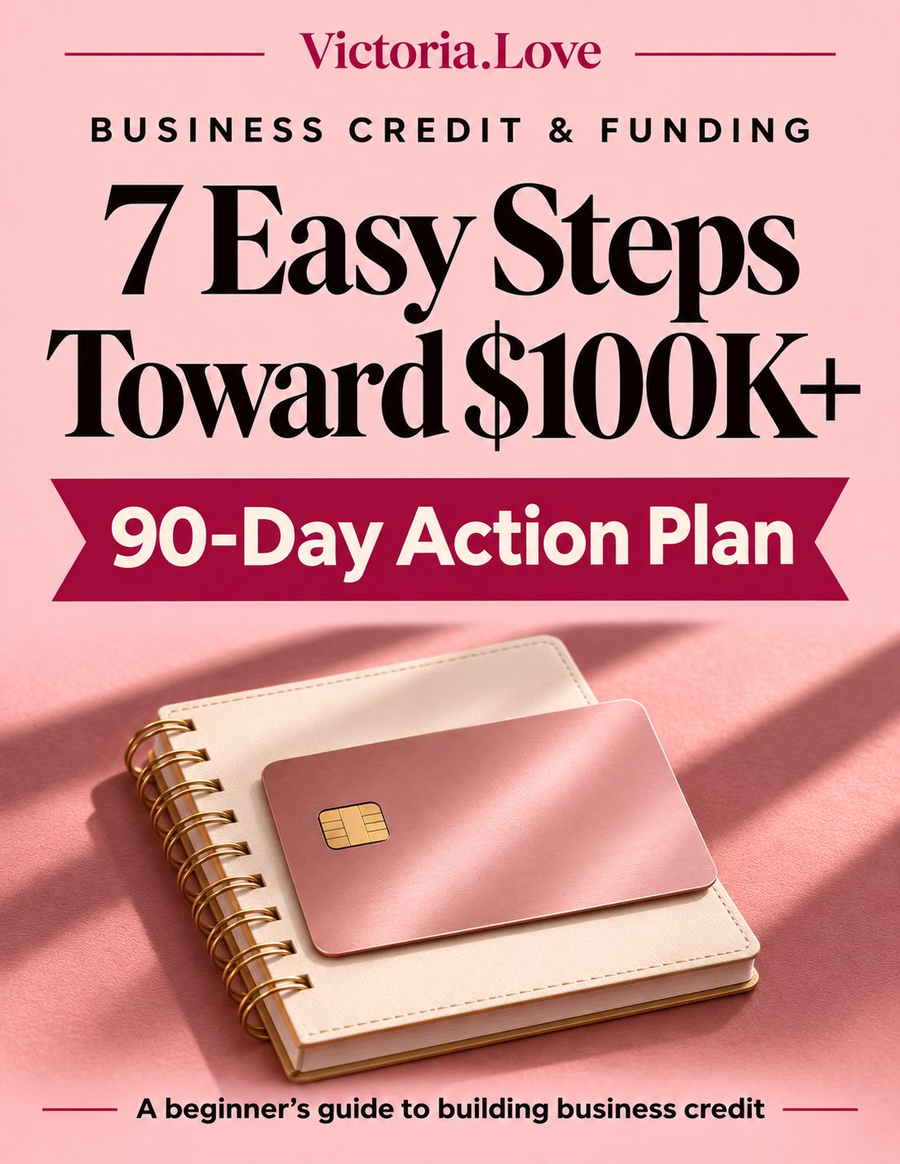 Victoria.Love
BUSINESS CREDIT & FUNDING
7 Easy Steps
Toward $100K+
90-Day Action Plan
A beginner's guide to building business credit